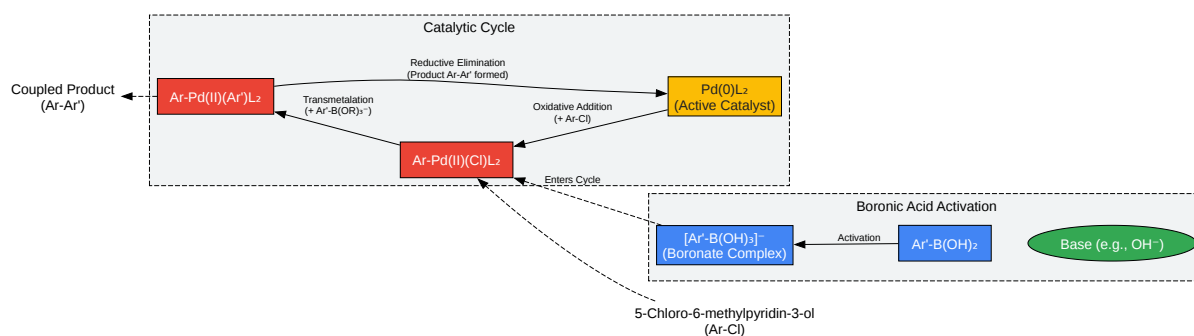 Catalytic Cycle
Reductive Elimination
(Product Ar-Ar' formed)
Coupled Product
(Ar-Ar')
Ar-Pd(II)(Ar')L₂
Transmetalation
(+ Ar'-B(OR)₃⁻)
Oxidative Addition
(+ Ar-Cl)
Pd(0)L₂
(Active Catalyst)
Ar-Pd(II)(Cl)L₂
Enters Cycle
Boronic Acid Activation
[Ar'-B(OH)₃]⁻
(Boronate Complex)
Activation
Ar'-B(OH)₂
Base (e.g., OH⁻)
5-Chloro-6-methylpyridin-3-ol
(Ar-Cl)